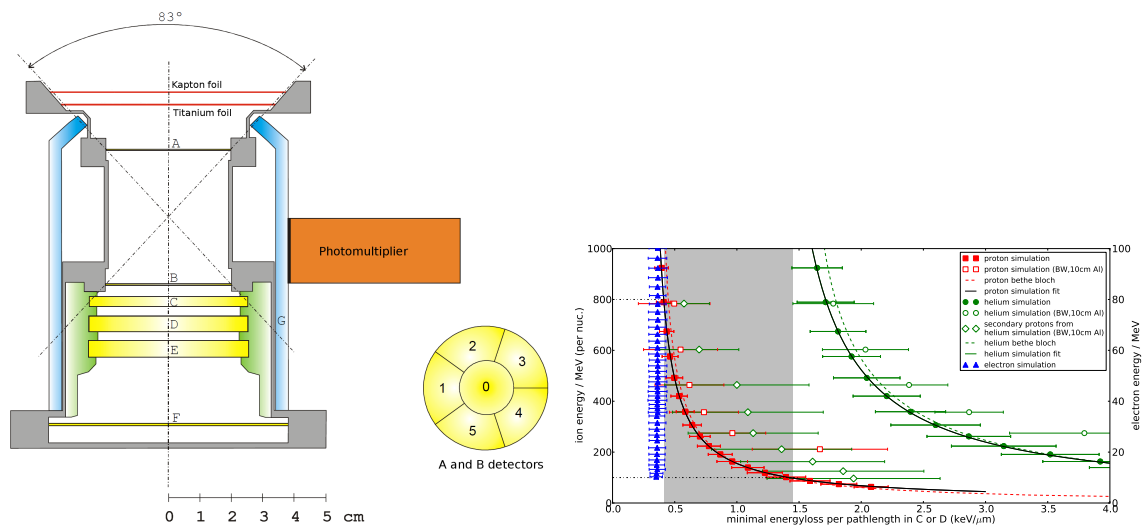 83°
Kapton foil
Titanium foil
A
B
C
D
E
F
G
Photomultiplier
0 1 2 3 4 5 cm
0
1
2
3
4
5
A and B detectors
1000
800
600
400
200
0
ion energy / MeV (per nuc.)
0.0 0.5 1.0 1.5 2.0 2.5 3.0 3.5 4.0
minimal energyloss per pathlength in C or D (keV/μm)
100
80
60
40
20
0
electron energy / MeV
proton simulation
proton simulation (BW,10cm Al)
proton bethe bloch
proton simulation fit
helium simulation
helium simulation (BW,10cm Al)
secondary protons from
helium simulation (BW,10cm Al)
helium bethe bloch
helium simulation fit
electron simulation